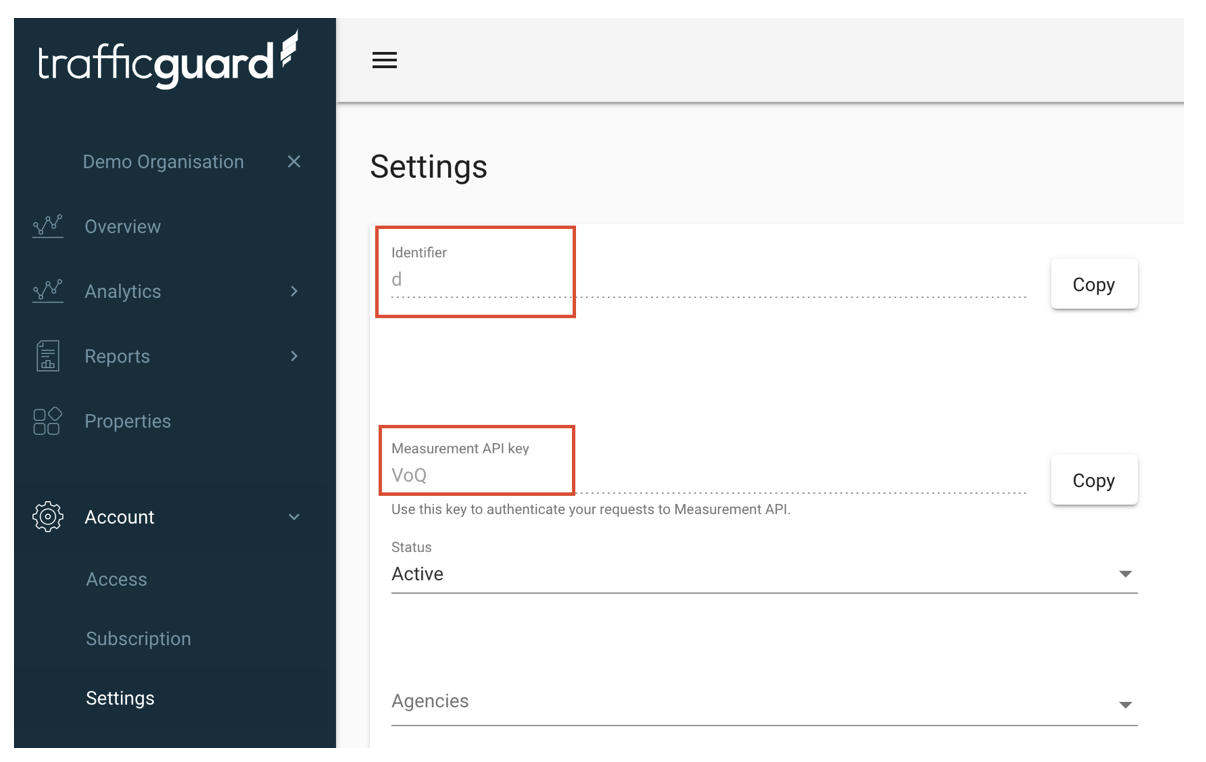 trafficguard
Demo Organisation
Overview
Analytics
Reports
Properties
Account
Access
Subscription
Settings
Settings
Identifier
d
Copy
Measurement API key
VoQ
Copy
Use this key to authenticate your requests to Measurement API.
Status
Active
Agencies